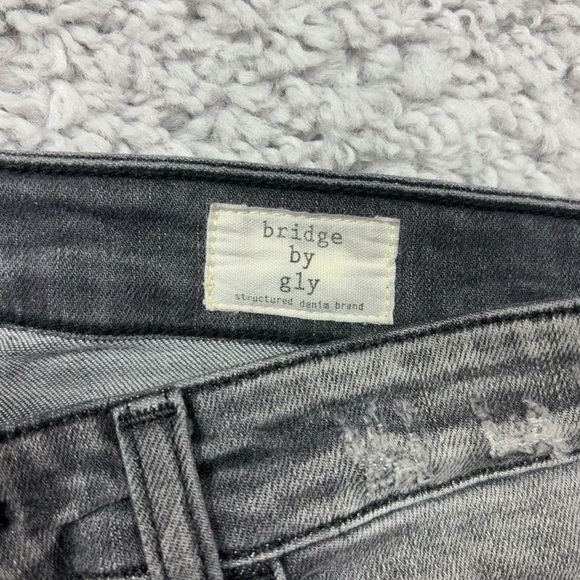 bridge
by
gly
structured denim brand